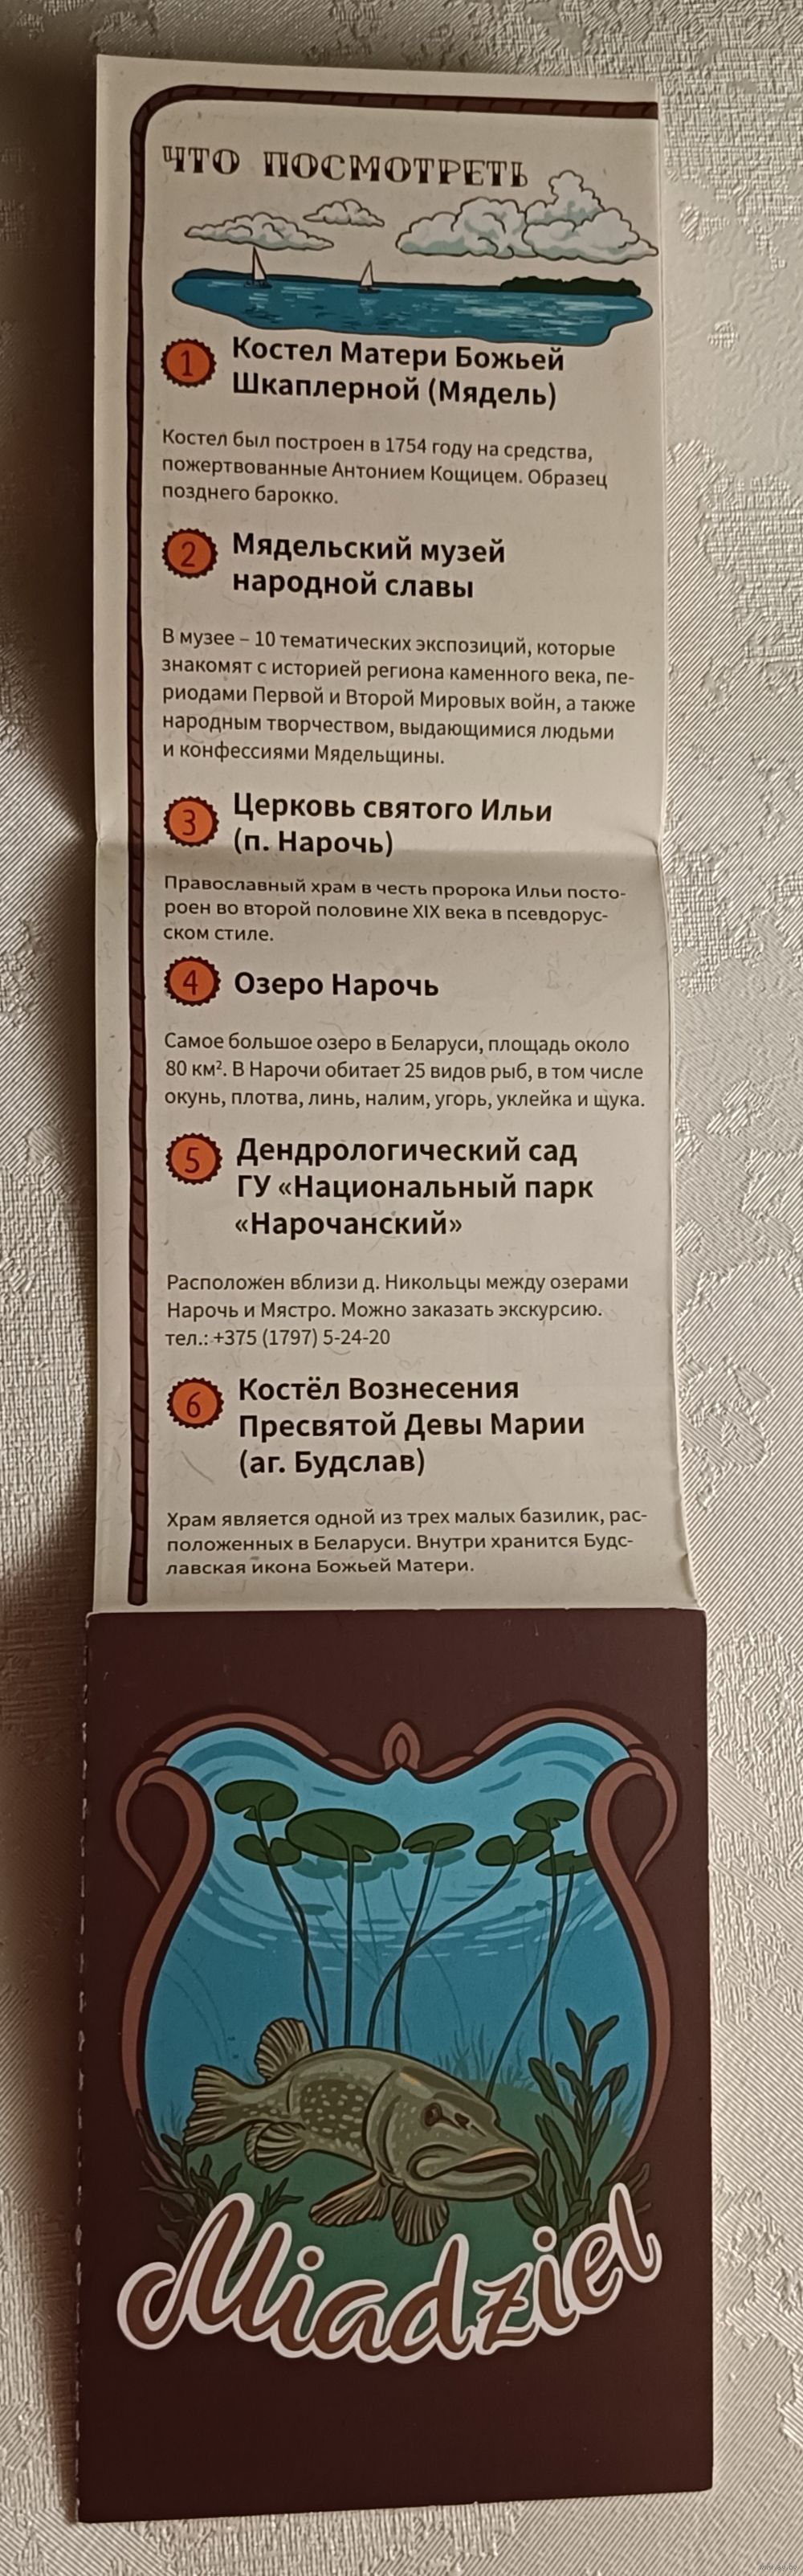 ЧТО ПОСМОТРЕТЬ
1 Костел Матери Божьей
Шкаплерной (Мядель)
Костел был построен в 1754 году на средства,
пожертвованные Антонием Кощицем. Образец
позднего барокко.
2 Мядельский музей
народной славы
В музее – 10 тематических экспозиций, которые
знакомят с историей региона каменного века, пе-
риодами Первой и Второй Мировых войн, а также
народным творчеством, выдающимися людьми
и конфессиями Мядельщины.
3 Церковь святого Ильи
(п. Нарочь)
Православный храм в честь пророка Ильи посто-
роен во второй половине XIX века в псевдорус-
ском стиле.
4 Озеро Нарочь
Самое большое озеро в Беларуси, площадь около
80 км². В Нарочи обитает 25 видов рыб, в том числе
окунь, плотва, линь, налим, угорь, уклейка и щука.
5 Дендрологический сад
ГУ «Национальный парк
«Нарочанский»
Расположен вблизи д. Никольцы между озерами
Нарочь и Мястро. Можно заказать экскурсию.
тел.: +375 (1797) 5-24-20
6 Костёл Вознесения
Пресвятой Девы Марии
(аг. Будслав)
Храм является одной из трех малых базилик, рас-
положенных в Беларуси. Внутри хранится Будс-
лавская икона Божьей Матери.
Miadziel